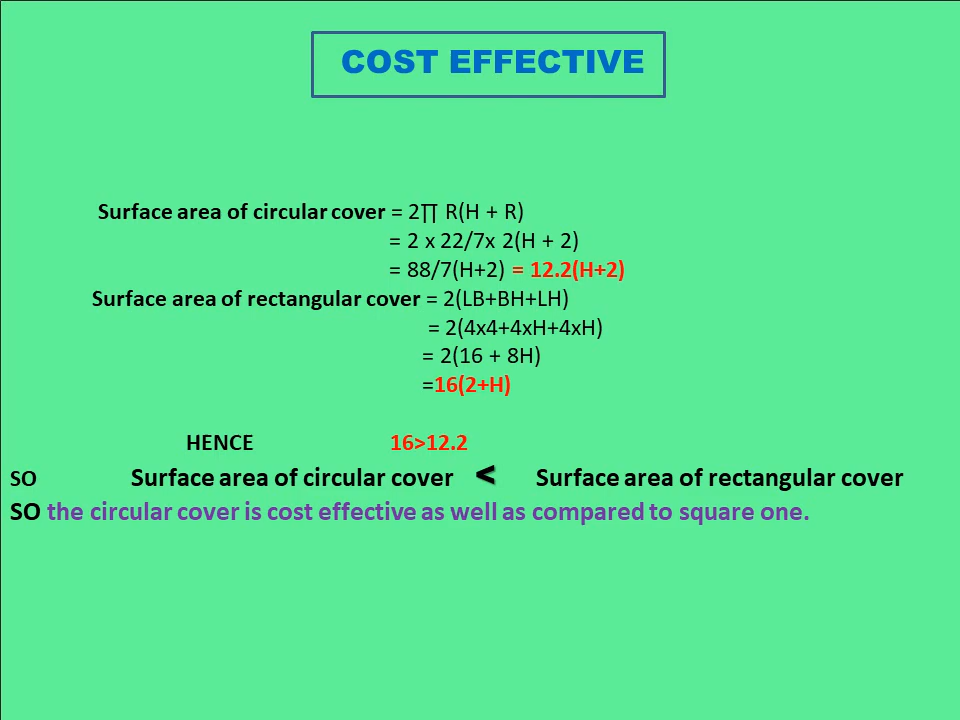 COST EFFECTIVE
Surface area of circular cover = 2∏ R(H + R)
= 2 x 22/7x 2(H + 2)
= 88/7(H+2) = 12.2(H+2)
Surface area of rectangular cover = 2(LB+BH+LH)
= 2(4x4+4xH+4xH)
= 2(16 + 8H)
=16(2+H)
HENCE 16>12.2
SO Surface area of circular cover < Surface area of rectangular cover
SO the circular cover is cost effective as well as compared to square one.